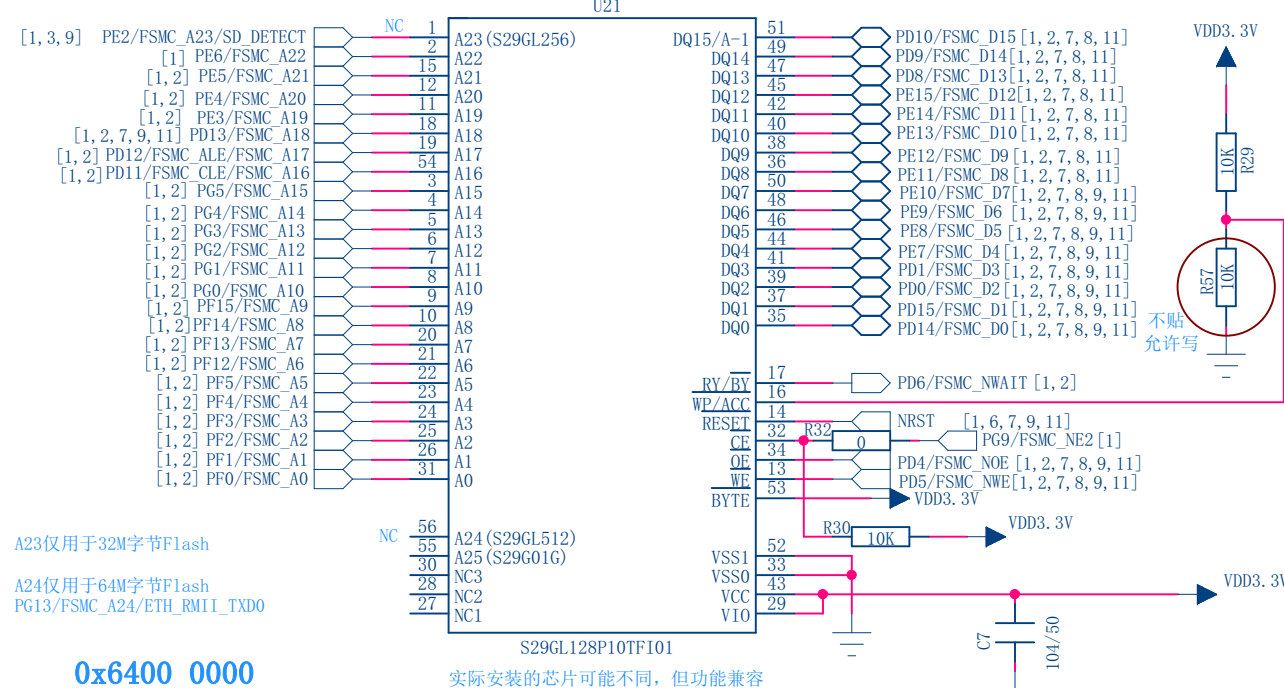 U21
[1,3,9] PE2/FSMC_A23/SD_DETECT NC 1 A23(S29GL256)
[1] PE6/FSMC_A22 2 A22
[1,2] PE5/FSMC_A21 15 A21
[1,2] PE4/FSMC_A20 12 A20
[1,2] PE3/FSMC_A19 11 A19
[1,2,7,9,11] PD13/FSMC_A18 18 A18
[1,2] PD12/FSMC_ALE/FSMC_A17 19 A17
[1,2] PD11/FSMC_CLE/FSMC_A16 54 A16
[1,2] PG5/FSMC_A15 3 A15
[1,2] PG4/FSMC_A14 4 A14
[1,2] PG3/FSMC_A13 5 A13
[1,2] PG2/FSMC_A12 6 A12
[1,2] PG1/FSMC_A11 7 A11
[1,2] PG0/FSMC_A10 8 A10
[1,2] PF15/FSMC_A9 9 A9
[1,2] PF14/FSMC_A8 10 A8
[1,2] PF13/FSMC_A7 20 A7
[1,2] PF12/FSMC_A6 21 A6
[1,2] PF5/FSMC_A5 22 A5
[1,2] PF4/FSMC_A4 23 A4
[1,2] PF3/FSMC_A3 24 A3
[1,2] PF2/FSMC_A2 25 A2
[1,2] PF1/FSMC_A1 26 A1
[1,2] PF0/FSMC_A0 31 A0
NC 56 A24(S29GL512)
55 A25(S29G01G)
30 NC3
28 NC2
27 NC1
DQ15/A-1 51 PD10/FSMC_D15 [1,2,7,8,11]
DQ14 49 PD9/FSMC_D14 [1,2,7,8,11]
DQ13 47 PD8/FSMC_D13 [1,2,7,8,11]
DQ12 45 PE15/FSMC_D12 [1,2,7,8,11]
DQ11 42 PE14/FSMC_D11 [1,2,7,8,11]
DQ10 40 PE13/FSMC_D10 [1,2,7,8,11]
DQ9 38 PE12/FSMC_D9 [1,2,7,8,11]
DQ8 36 PE11/FSMC_D8 [1,2,7,8,11]
DQ7 50 PE10/FSMC_D7 [1,2,7,8,9,11]
DQ6 48 PE9/FSMC_D6 [1,2,7,8,9,11]
DQ5 46 PE8/FSMC_D5 [1,2,7,8,9,11]
DQ4 44 PE7/FSMC_D4 [1,2,7,8,9,11]
DQ3 41 PD1/FSMC_D3 [1,2,7,8,9,11]
DQ2 39 PD0/FSMC_D2 [1,2,7,8,9,11]
DQ1 37 PD15/FSMC_D1 [1,2,7,8,9,11]
DQ0 35 PD14/FSMC_D0 [1,2,7,8,9,11]
RY/BY 17 PD6/FSMC_NWAIT [1,2]
WP/ACC 16
RESET 14 NRST [1,6,7,9,11]
CE 32 R32 0 PG9/FSMC_NE2 [1]
OE 34 PD4/FSMC_NOE [1,2,7,8,9,11]
WE 13 PD5/FSMC_NWE [1,2,7,8,9,11]
BYTE 53 VDD3.3V
R30 10K VDD3.3V
VSS1 52
VSS0 33
VCC 43 VDD3.3V
VIO 29
C7 104/50
VDD3.3V
10K R29
R57 10K
不贴
允许写
A23仅用于32M字节Flash
A24仅用于64M字节Flash
PG13/FSMC_A24/ETH_RMII_TXD0
S29GL128P10TFI01
0x6400 0000
实际安装的芯片可能不同，但功能兼容